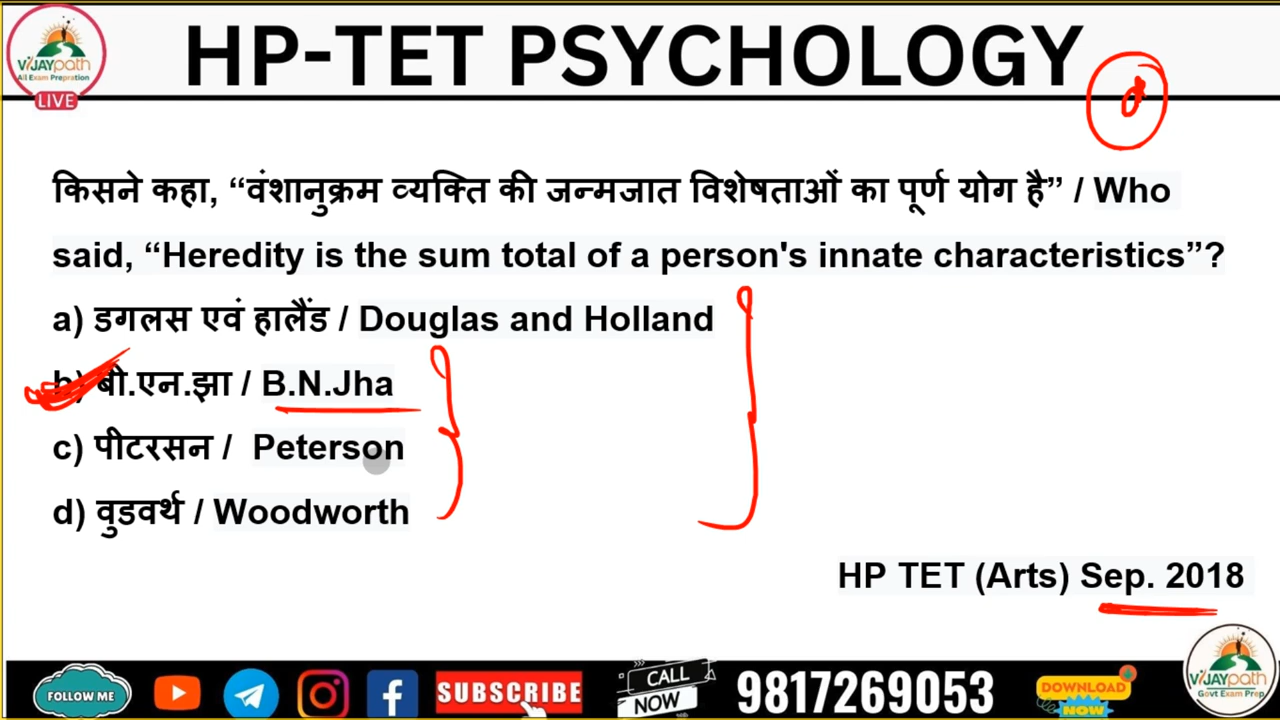 VIJAYpath
All Exam Prepration
LIVE
HP-TET PSYCHOLOGY
किसने कहा, “वंशानुक्रम व्यक्ति की जन्मजात विशेषताओं का पूर्ण योग है” / Who
said, “Heredity is the sum total of a person's innate characteristics”?
a) डगलस एवं हालैंड / Douglas and Holland
b) बी.एन.झा / B.N.Jha
c) पीटरसन / Peterson
d) वुडवर्थ / Woodworth
HP TET (Arts) Sep. 2018
FOLLOW ME
SUBSCRIBE
CALL
NOW
9817269053
DOWNLOAD
NOW
VIJAYpath
Govt Exam Prep